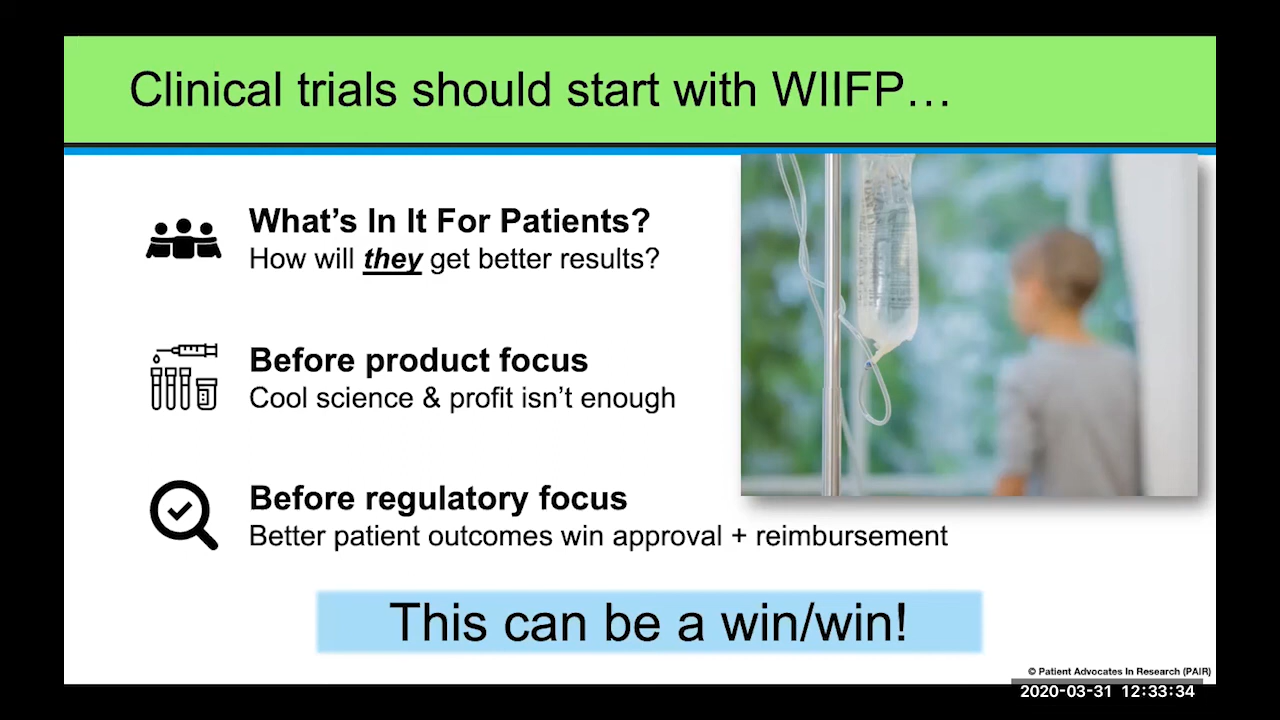 Clinical trials should start with WIIFP…
What’s In It For Patients?
How will they get better results?
Before product focus
Cool science & profit isn’t enough
Before regulatory focus
Better patient outcomes win approval + reimbursement
This can be a win/win!
© Patient Advocates In Research (PAIR)
2020-03-31 12:33:34